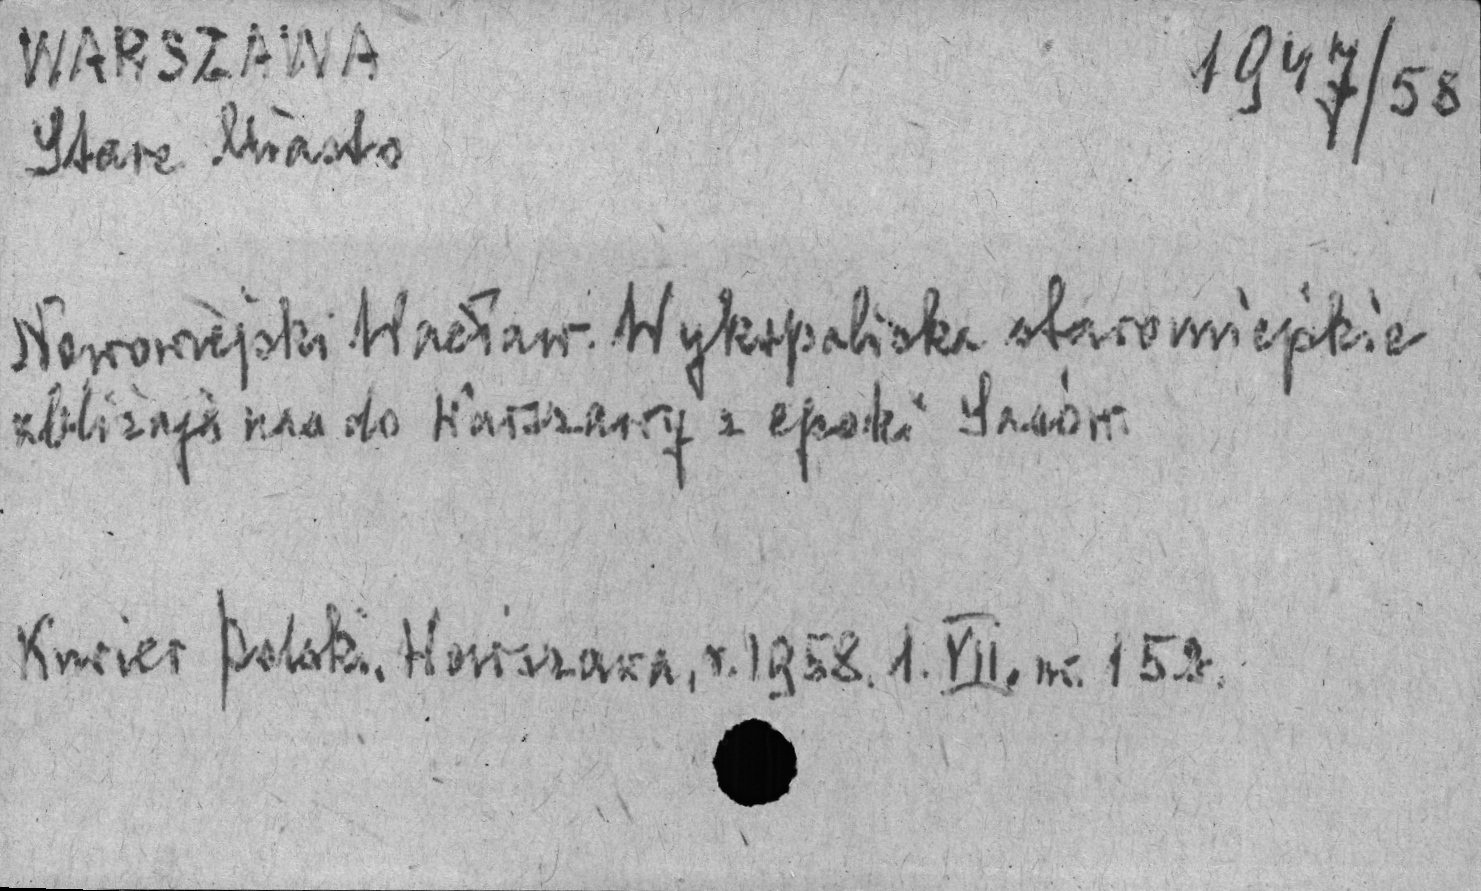 WARSZAWA 1947/58
Stare Miasto
Nowowiejski Wacław. Wykopaliska staromiejskie
zbliżają nas do Warszawy z epoki Sasów
Kurier Polski. Warszawa, r. 1958. 1. VII. nr. 152.